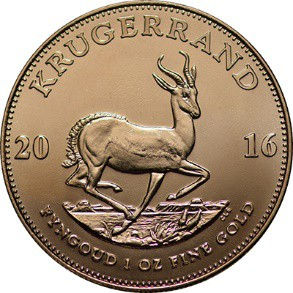 KRUGERRAND
20 16
FYNGOUD 1 OZ FINE GOLD